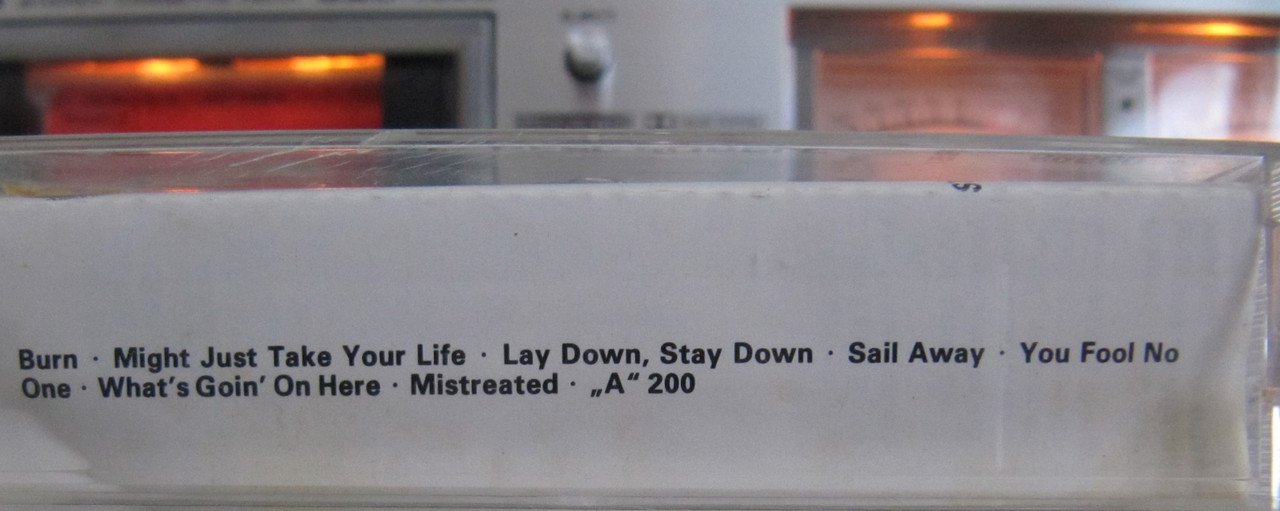 Burn · Might Just Take Your Life · Lay Down, Stay Down · Sail Away · You Fool No
One · What's Goin' On Here · Mistreated · „A“ 200